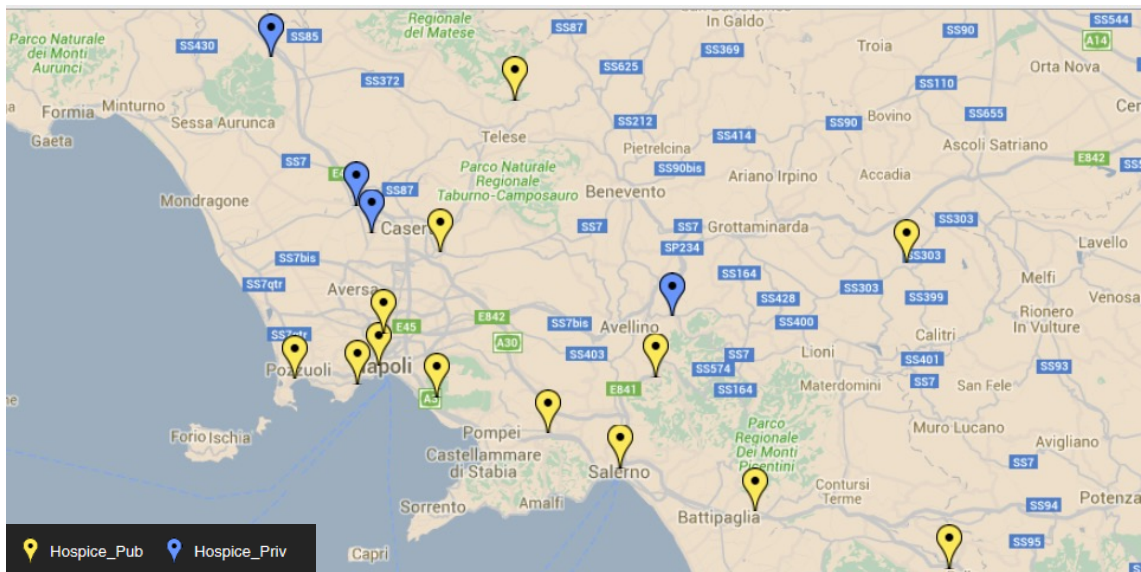 SS87
In Galdo
SS90
SS544
Parco Naturale
dei Monti
Aurunci
SS430
SS85
Regionale
del Matese
SS369
Troia
A14
Orta Nova
SS372
SS625
SS110
Formia
Minturno
Gaeta
Sessa Aurunca
SS212
SS90
Bovino
SS655
Telese
SS414
Pietrelcina
Ascoli Satriano
E842
SS7
Parco Naturale
Regionale
Taburno-Camposauro
SS90bis
Ariano Irpino
Accadia
SS87
Benevento
Mondragone
SS7
SS7
Grottaminarda
SS303
Lavello
SP234
SS303
SS7bis
SS164
Melfi
SS7qtr
Aversa
SS303
SS399
Venosa
SS428
Rionero
In Vulture
E842
SS7bis
Avellino
SS400
E45
Calitri
A30
SS403
Lioni
SS7
SS401
SS93
Pozzuoli
SS574
SS7
San Fele
E841
SS164
Materdomini
Muro Lucano
Forio
Ischia
Pompei
Parco
Regionale
Dei Monti
Picentini
Avigliano
Castellammare
di Stabia
Salerno
SS7
Contursi
Terme
SS94
Potenza
Sorrento
Amalfi
Battipaglia
SS95
Capri
Hospice_Pub
Hospice_Priv